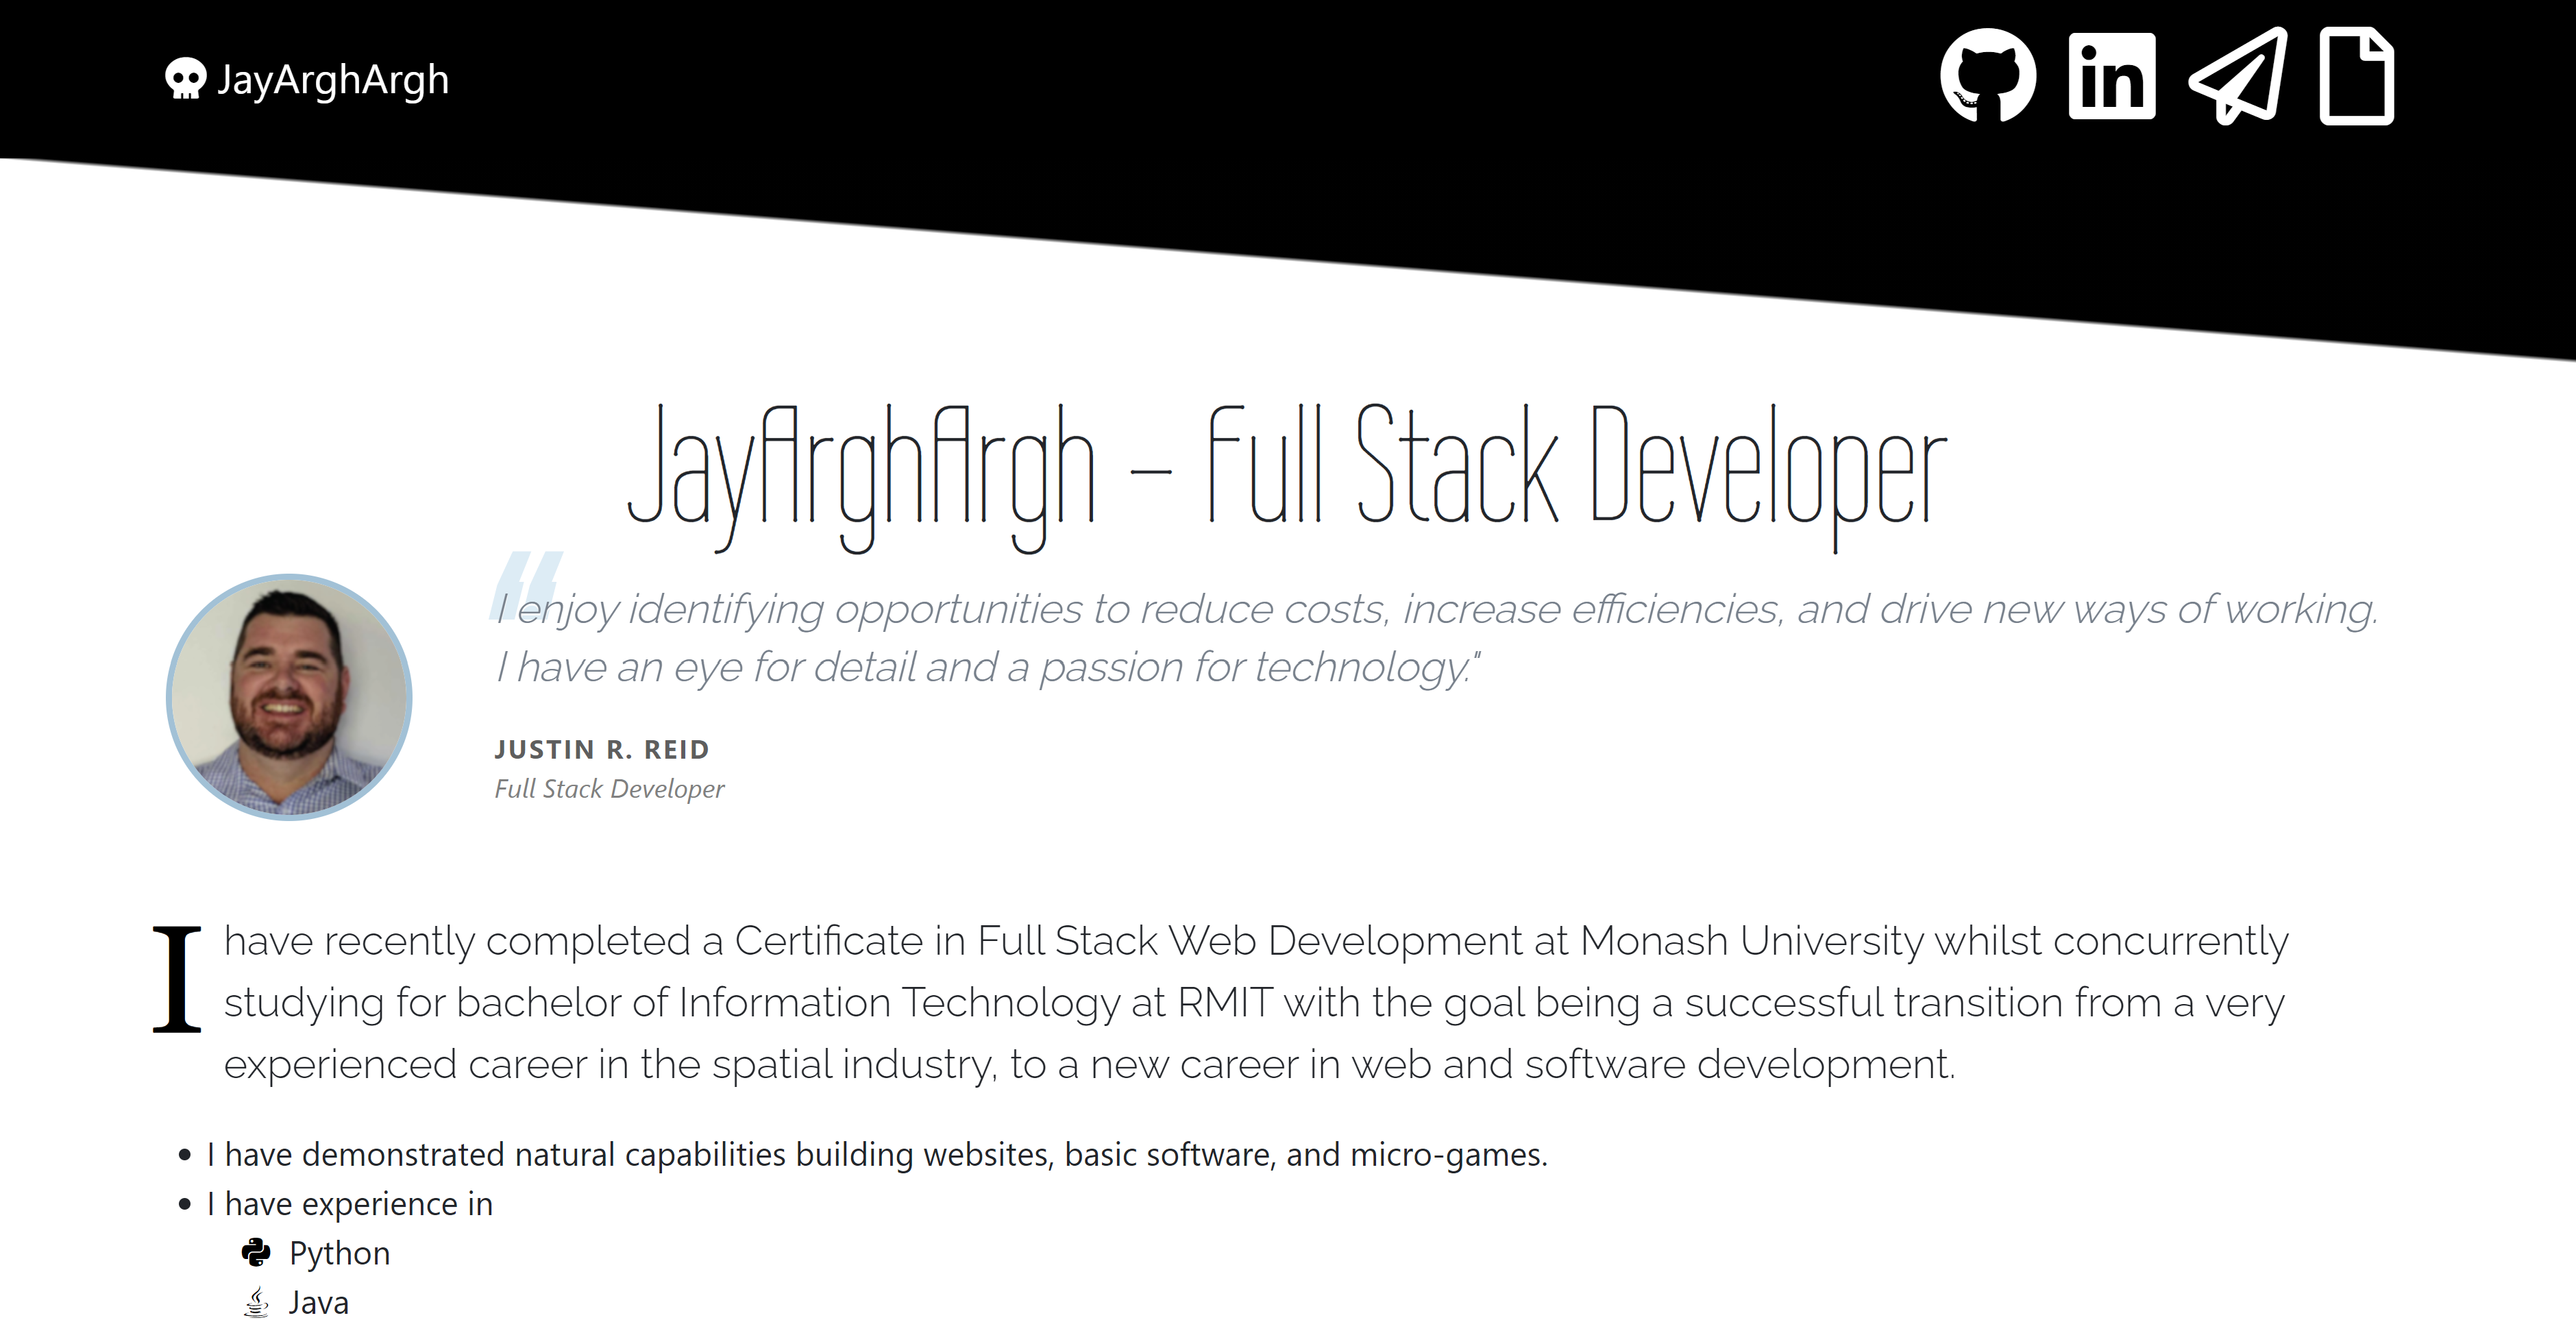 JayArghArgh
in
JayArghArgh – Full Stack Developer
“
I enjoy identifying opportunities to reduce costs, increase efficiencies, and drive new ways of working.
I have an eye for detail and a passion for technology."
JUSTIN R. REID
Full Stack Developer
I have recently completed a Certificate in Full Stack Web Development at Monash University whilst concurrently
studying for bachelor of Information Technology at RMIT with the goal being a successful transition from a very
experienced career in the spatial industry, to a new career in web and software development.
• I have demonstrated natural capabilities building websites, basic software, and micro-games.
• I have experience in
Python
Java